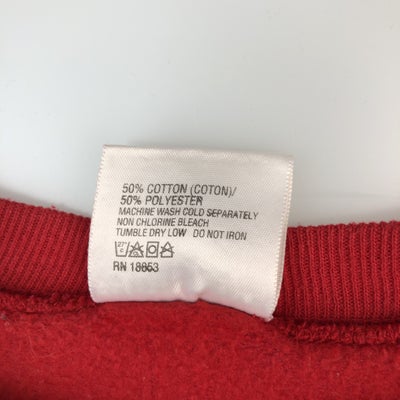 50% COTTON (COTON)/
50% POLYESTER
MACHINE WASH COLD SEPARATELY
NON CHLORINE BLEACH
TUMBLE DRY LOW DO NOT IRON
27 C
RN 18853